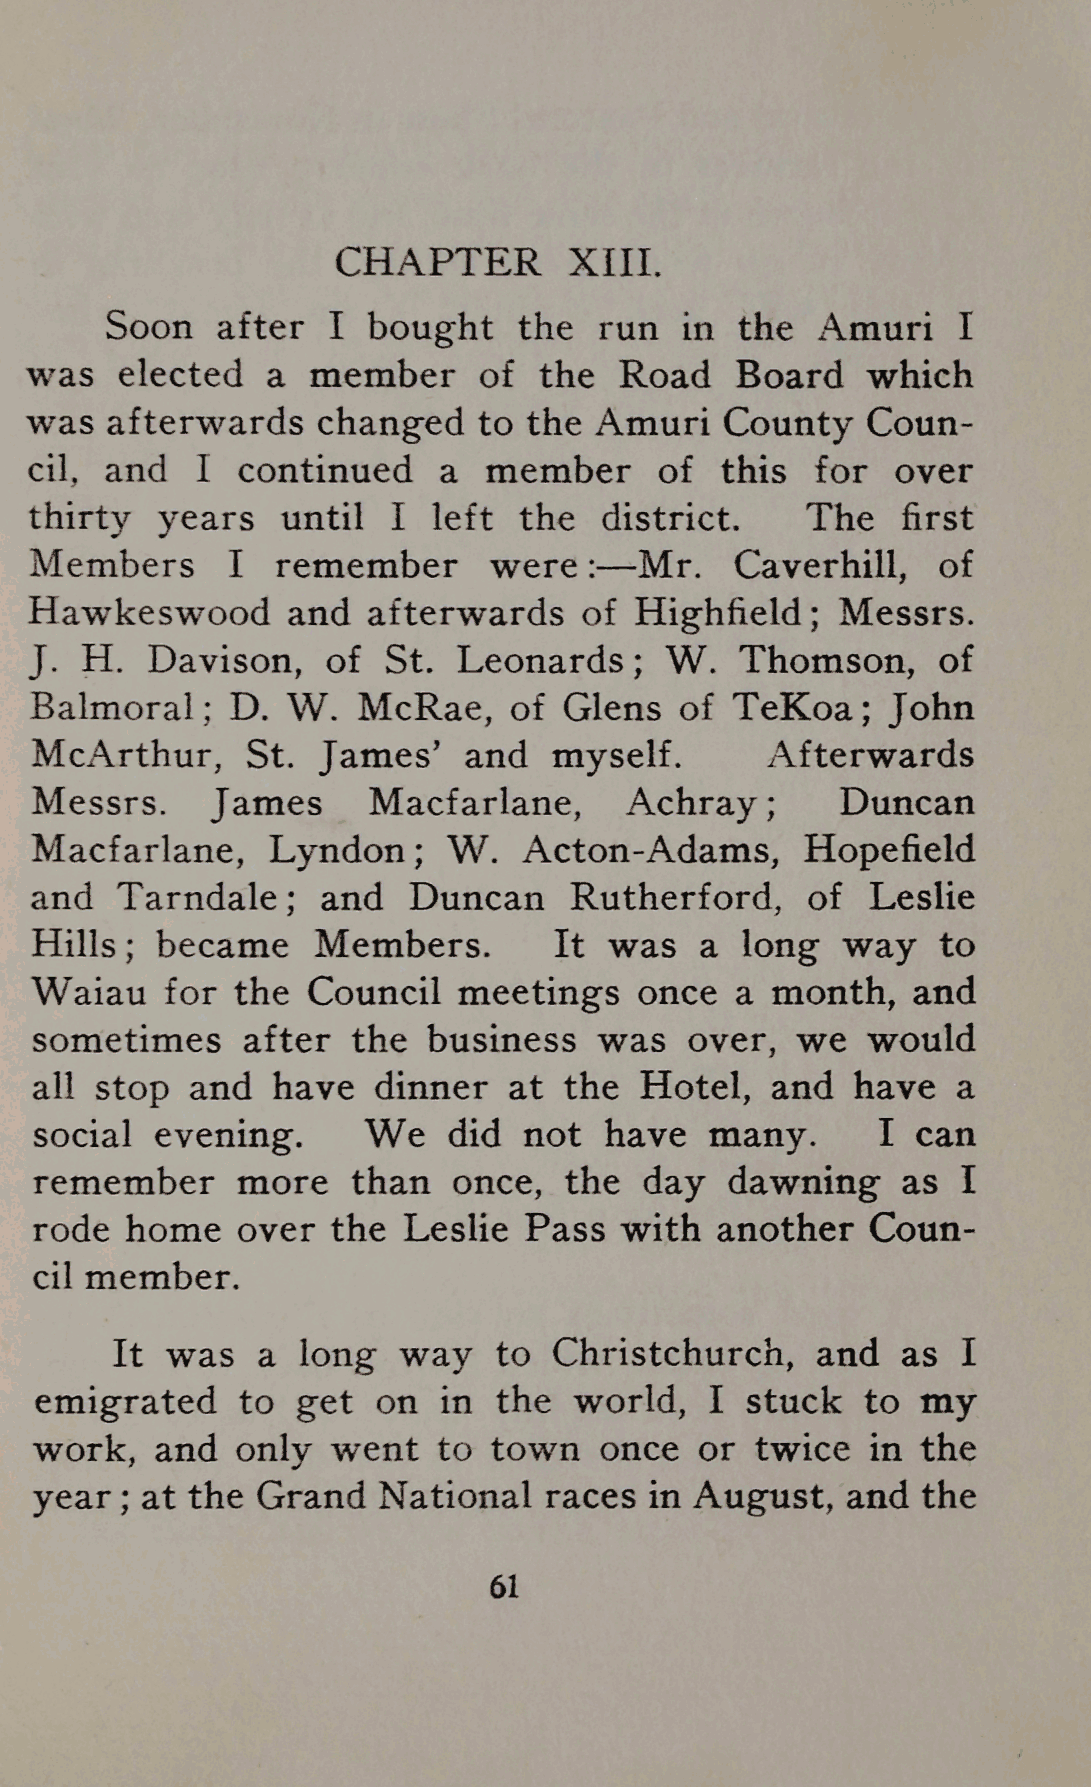 CHAPTER XIII.
Soon after I bought the run in the Amuri I
was elected a member of the Road Board which
was afterwards changed to the Amuri County Coun-
cil, and I continued a member of this for over
thirty years until I left the district. The first
Members I remember were:—Mr. Caverhill, of
Hawkeswood and afterwards of Highfield; Messrs.
J. H. Davison, of St. Leonards; W. Thomson, of
Balmoral; D. W. McRae, of Glens of TeKoa; John
McArthur, St. James' and myself. Afterwards
Messrs. James Macfarlane, Achray; Duncan
Macfarlane, Lyndon; W. Acton-Adams, Hopefield
and Tarndale; and Duncan Rutherford, of Leslie
Hills; became Members. It was a long way to
Waiau for the Council meetings once a month, and
sometimes after the business was over, we would
all stop and have dinner at the Hotel, and have a
social evening. We did not have many. I can
remember more than once, the day dawning as I
rode home over the Leslie Pass with another Coun-
cil member.
It was a long way to Christchurch, and as I
emigrated to get on in the world, I stuck to my
work, and only went to town once or twice in the
year; at the Grand National races in August, and the
61